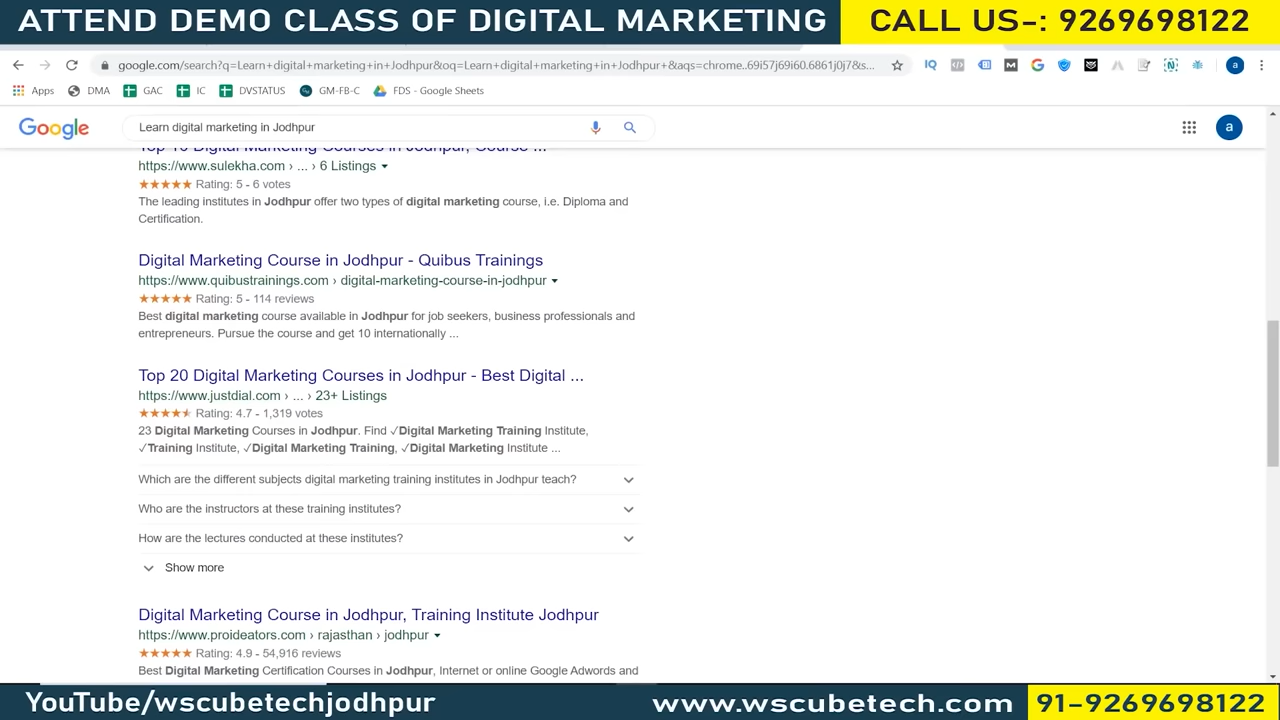 ATTEND DEMO CLASS OF DIGITAL MARKETING
CALL US-: 9269698122
google.com/search?q=Learn+digital+marketing+in+Jodhpur&oq=Learn+digital+marketing+in+Jodhpur+&aqs=chrome..69i57j69i60.6861j0j7&s...
Apps DMA GAC IC DVSTATUS GM-FB-C FDS - Google Sheets
Google
Learn digital marketing in Jodhpur
a
Top 10 Digital Marketing Courses in Jodhpur, Course ...
https://www.sulekha.com › ... › 6 Listings
Rating: 5 - 6 votes
The leading institutes in Jodhpur offer two types of digital marketing course, i.e. Diploma and
Certification.
Digital Marketing Course in Jodhpur - Quibus Trainings
https://www.quibustrainings.com › digital-marketing-course-in-jodhpur
Rating: 5 - 114 reviews
Best digital marketing course available in Jodhpur for job seekers, business professionals and
entrepreneurs. Pursue the course and get 10 internationally ...
Top 20 Digital Marketing Courses in Jodhpur - Best Digital ...
https://www.justdial.com › ... › 23+ Listings
Rating: 4.7 - 1,319 votes
23 Digital Marketing Courses in Jodhpur. Find ✓Digital Marketing Training Institute,
✓Training Institute, ✓Digital Marketing Training, ✓Digital Marketing Institute ...
Which are the different subjects digital marketing training institutes in Jodhpur teach?
Who are the instructors at these training institutes?
How are the lectures conducted at these institutes?
Show more
Digital Marketing Course in Jodhpur, Training Institute Jodhpur
https://www.proideators.com › rajasthan › jodhpur
Rating: 4.9 - 54,916 reviews
Best Digital Marketing Certification Courses in Jodhpur, Internet or online Google Adwords and
YouTube/wscubetechjodhpur
www.wscubetech.com
91-9269698122